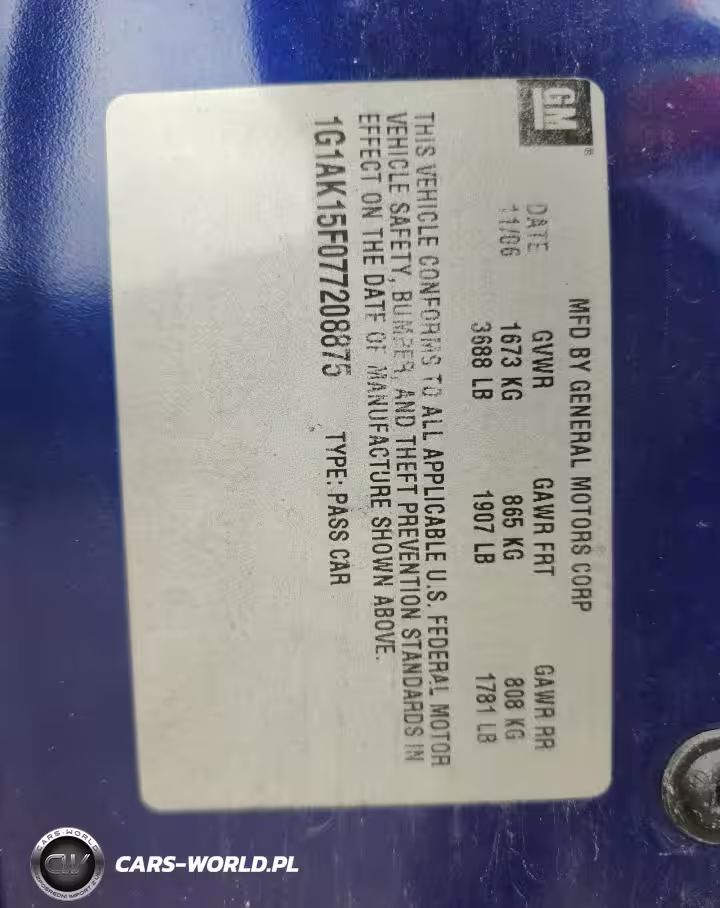 GM®
MFD BY GENERAL MOTORS CORP
DATE GVWR GAWR FRT GAWR RR
11/06 1673 KG 865 KG 808 KG
3688 LB 1907 LB 1781 LB
THIS VEHICLE CONFORMS TO ALL APPLICABLE U.S. FEDERAL MOTOR
VEHICLE SAFETY, BUMPER, AND THEFT PREVENTION STANDARDS IN
EFFECT ON THE DATE OF MANUFACTURE SHOWN ABOVE.
1G1AK15F077208875 TYPE: PASS CAR
CARS-WORLD
CW
CARS-WORLD.PL